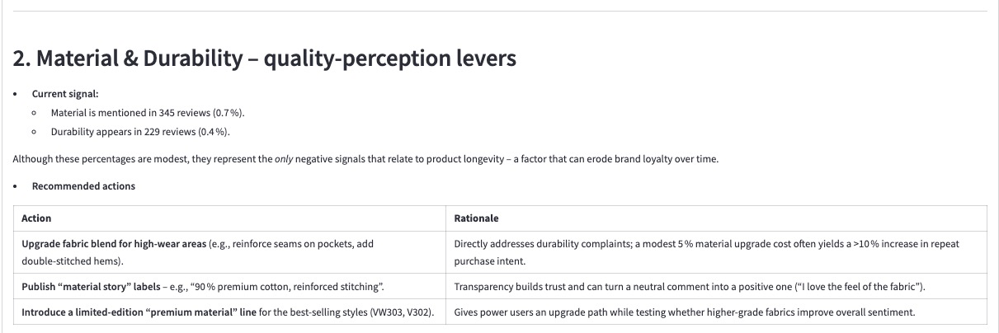 2. Material & Durability – quality-perception levers
• Current signal:
◦ Material is mentioned in 345 reviews (0.7 %).
◦ Durability appears in 229 reviews (0.4 %).
Although these percentages are modest, they represent the only negative signals that relate to product longevity – a factor that can erode brand loyalty over time.
• Recommended actions
Action
Rationale
Upgrade fabric blend for high-wear areas (e.g., reinforce seams on pockets, add
double-stitched hems).
Directly addresses durability complaints; a modest 5 % material upgrade cost often yields a >10 % increase in repeat
purchase intent.
Publish “material story” labels – e.g., “90 % premium cotton, reinforced stitching”.
Transparency builds trust and can turn a neutral comment into a positive one (“I love the feel of the fabric”).
Introduce a limited-edition “premium material” line for the best-selling styles (VW303, V302).
Gives power users an upgrade path while testing whether higher-grade fabrics improve overall sentiment.